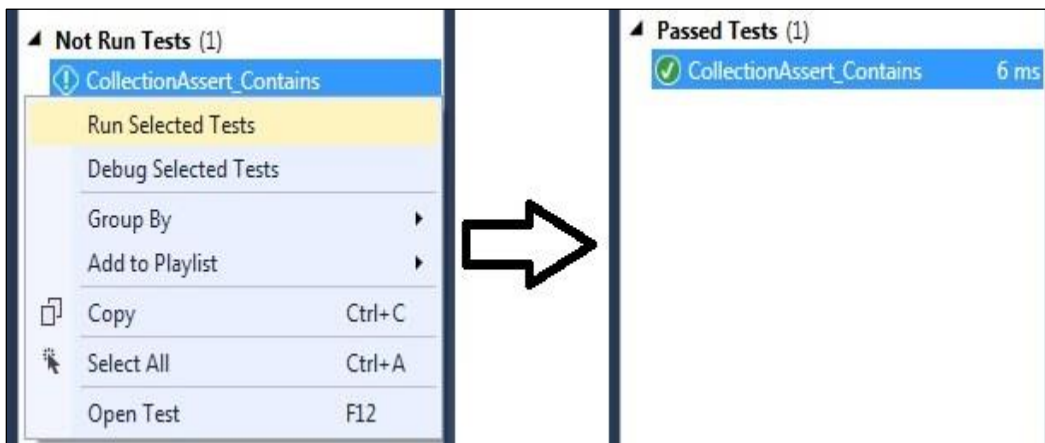 Not Run Tests (1)
CollectionAssert_Contains
Run Selected Tests
Debug Selected Tests
Group By
Add to Playlist
Copy Ctrl+C
Select All Ctrl+A
Open Test F12
Passed Tests (1)
CollectionAssert_Contains 6 ms